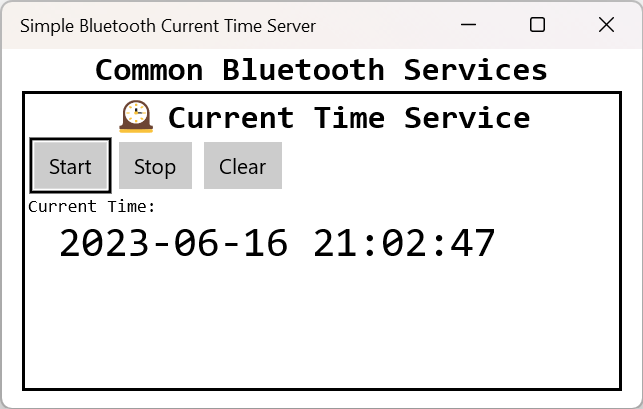 Simple Bluetooth Current Time Server
Common Bluetooth Services
Current Time Service
Start Stop Clear
Current Time:
2023-06-16 21:02:47